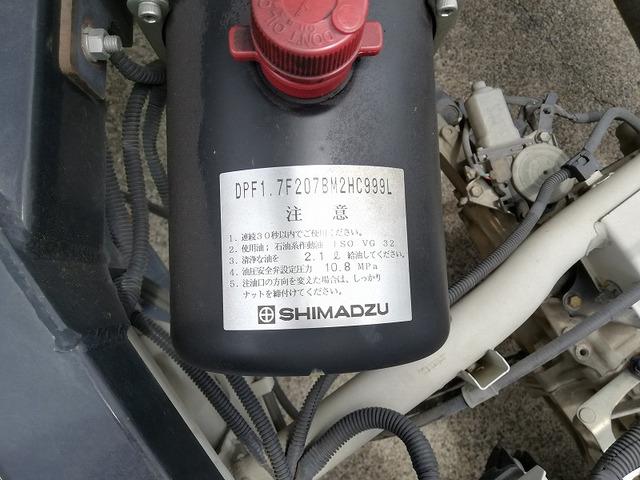 DPF1.7F207BM2HC999L
注 意
1. 連続30秒以内でご使用ください。
2. 使用油；石油系作動油 ISO VG 32
3. 清浄な油を 2.1 ℓ 給油してください。
4. 油圧安全弁設定圧力 10.8 MPa
5. 注油口の方向を変えた場合は、しっかり
ナットを締付けてください。
SHIMADZU